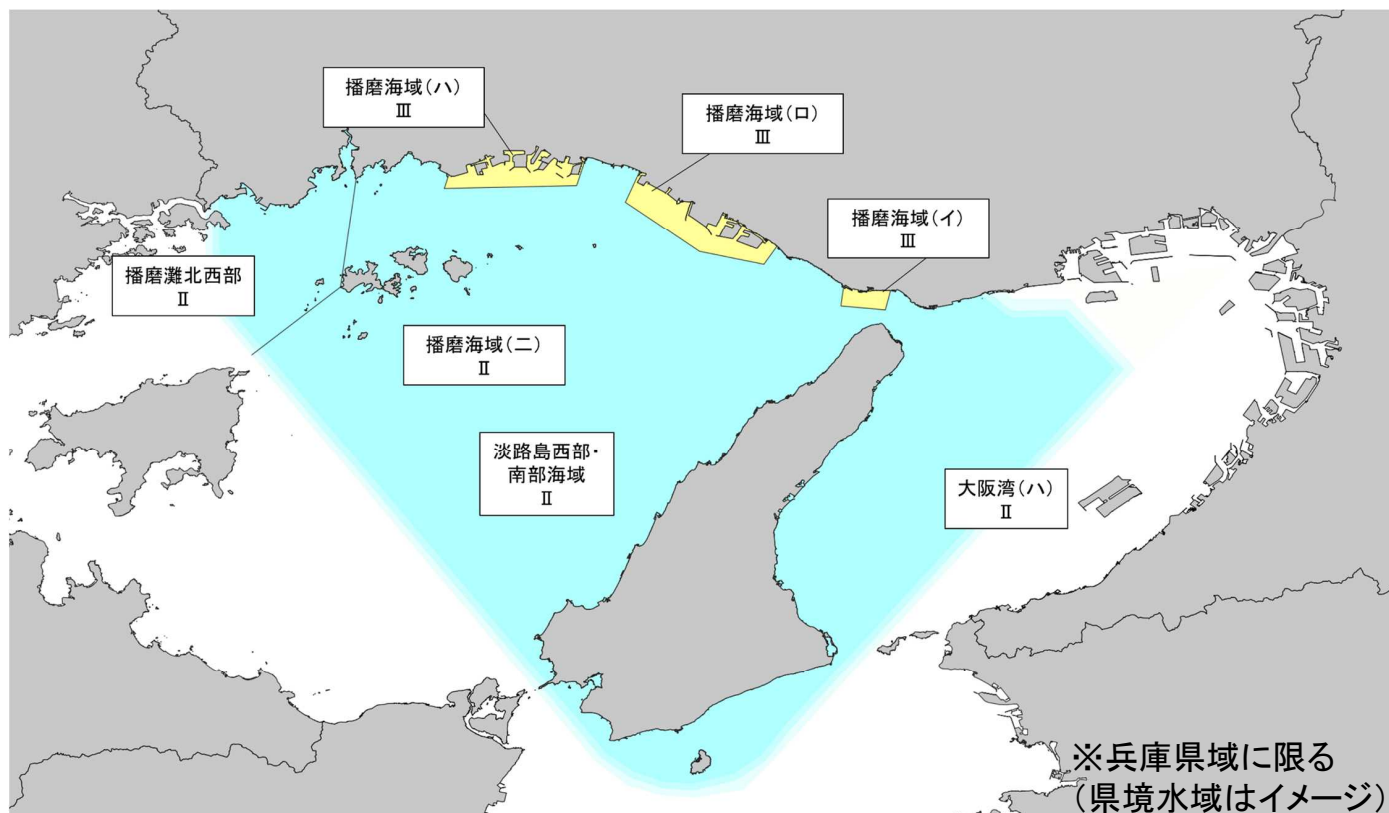 播磨海域(ハ)
Ⅲ
播磨海域(ロ)
Ⅲ
播磨海域(イ)
Ⅲ
播磨灘北西部
Ⅱ
播磨海域(二)
Ⅱ
淡路島西部・
南部海域
Ⅱ
大阪湾(ハ)
Ⅱ
※兵庫県域に限る
(県境水域はイメージ)